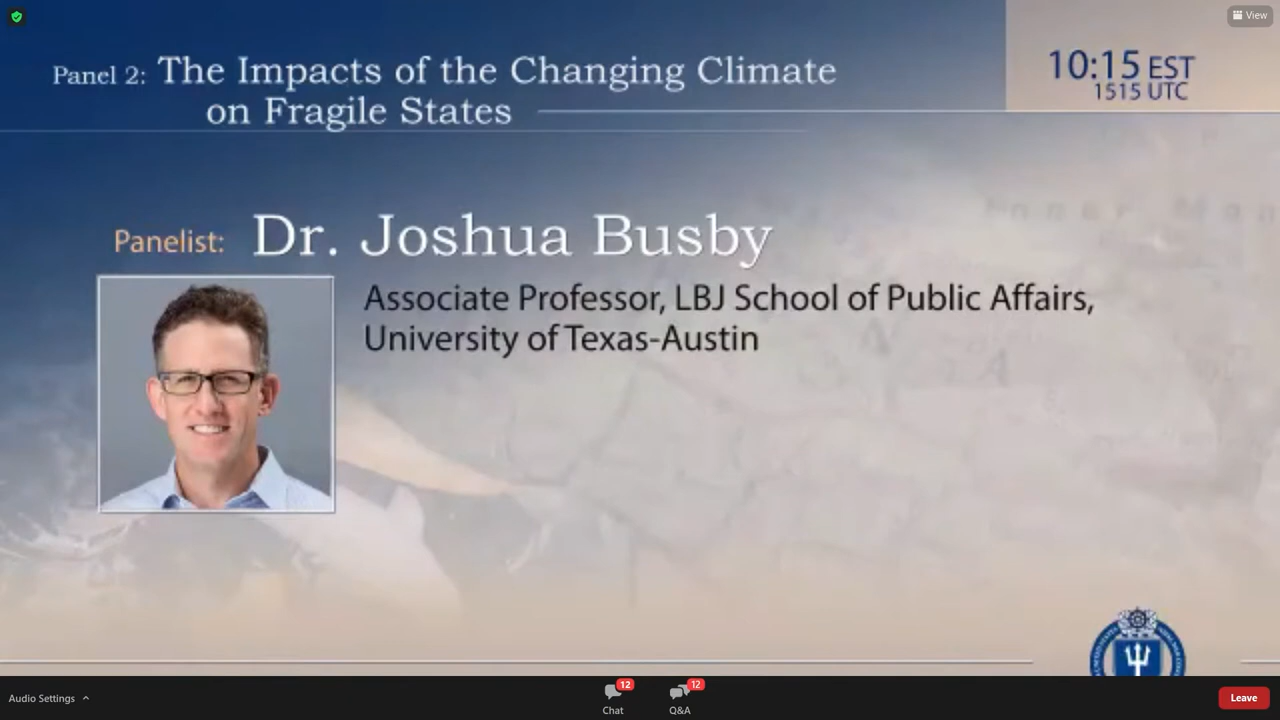 View
Panel 2: The Impacts of the Changing Climate
on Fragile States
10:15 EST
1515 UTC
Panelist: Dr. Joshua Busby
Associate Professor, LBJ School of Public Affairs,
University of Texas-Austin
Audio Settings
12
Chat
12
Q&A
Leave